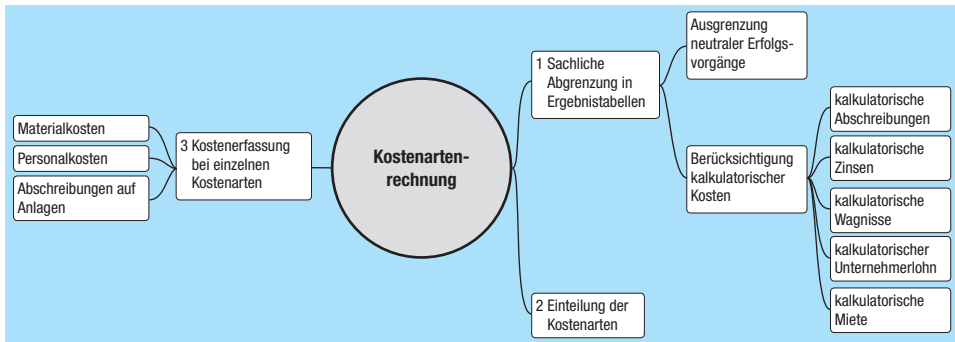 Kostenarten-
rechnung
1 Sachliche
Abgrenzung in
Ergebnistabellen
Ausgrenzung
neutraler Erfolgs-
vorgänge
Berücksichtigung
kalkulatorischer
Kosten
kalkulatorische
Abschreibungen
kalkulatorische
Zinsen
kalkulatorische
Wagnisse
kalkulatorischer
Unternehmerlohn
kalkulatorische
Miete
2 Einteilung der
Kostenarten
3 Kostenerfassung
bei einzelnen
Kostenarten
Materialkosten
Personalkosten
Abschreibungen auf
Anlagen